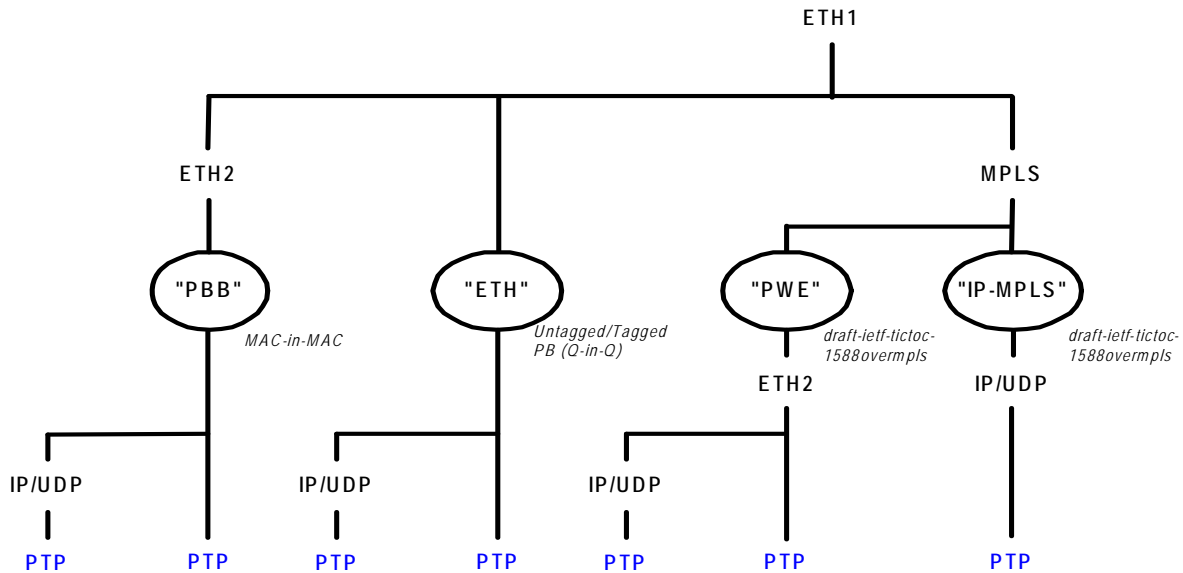 ETH1
ETH2
MPLS
"PBB"
"ETH"
"PWE"
"IP-MPLS"
MAC-in-MAC
Untagged/Tagged
PB (Q-in-Q)
draft-ietf-tictoc-
1588overmpls
draft-ietf-tictoc-
1588overmpls
ETH2
IP/UDP
IP/UDP
IP/UDP
IP/UDP
PTP
PTP
PTP
PTP
PTP
PTP
PTP